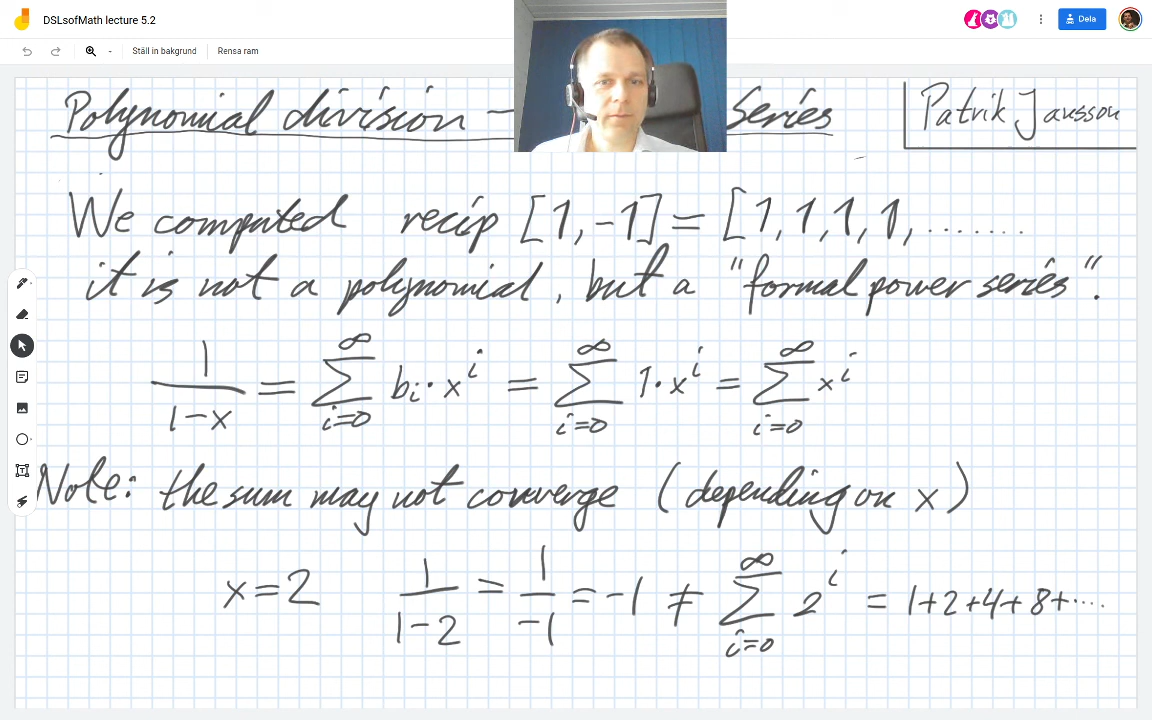 DSLsofMath lecture 5.2
Dela
Ställ in bakgrund
Rensa ram
Polynomial division – Series
Patrik Jansson
We computed recip [1, -1] = [1, 1, 1, 1, .......
it is not a polynomial, but a "formal power series".
1/(1-x) = ∑_{i=0}^{∞} b_i · x^i = ∑_{i=0}^{∞} 1 · x^i = ∑_{i=0}^{∞} x^i
Note: the sum may not converge (depending on x)
x=2 1/(1-2) = 1/-1 = -1 ≠ ∑_{i=0}^{∞} 2^i = 1+2+4+8+....